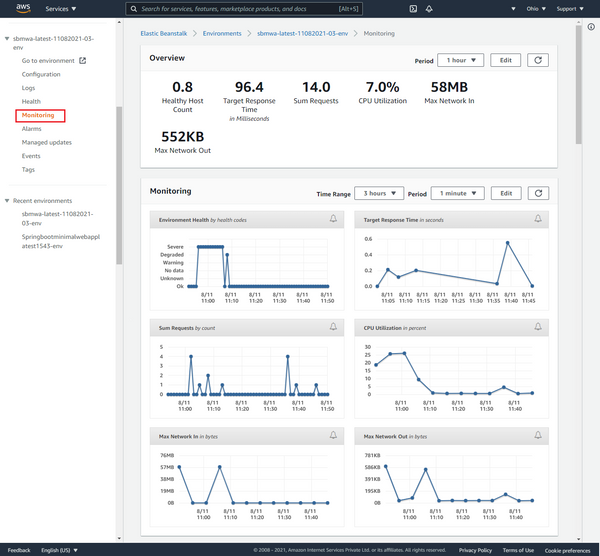 aws
Services ▼
Search for services, features, marketplace products, and docs
[Alt+S]
Ohio ▼
Support ▼
sbmwa-latest-11082021-03-env
Go to environment
Configuration
Logs
Health
Monitoring
Alarms
Managed updates
Events
Tags
Recent environments
sbmwa-latest-11082021-
03-env
Springbootminimalwebappl
atest1543-env
Elastic Beanstalk > Environments > sbmwa-latest-11082021-03-env > Monitoring
Overview
Period
1 hour ▼
Edit
0.8
Healthy Host
Count
96.4
Target Response
Time
in Milliseconds
14.0
Sum Requests
7.0%
CPU Utilization
58MB
Max Network In
552KB
Max Network Out
Monitoring
Time Range
3 hours ▼
Period
1 minute ▼
Edit
Environment Health by health codes
Severe
Degraded
Warning
No data
Unknown
Ok
8/11 8/11 8/11 8/11 8/11 8/11
11:00 11:10 11:20 11:30 11:40 11:50
Target Response Time in seconds
0.6
0.4
0.2
0.0
8/11 8/11 8/11 8/11 8/11 8/11 8/11 8/11 8/11
11:05 11:10 11:15 11:20 11:25 11:30 11:35 11:40 11:45
Sum Requests by count
5
4
3
2
1
0
8/11 8/11 8/11 8/11 8/11 8/11
11:00 11:10 11:20 11:30 11:40 11:50
CPU Utilization in percent
30
25
20
15
10
5
0
8/11 8/11 8/11 8/11 8/11
11:00 11:10 11:20 11:30 11:40
Max Network In in bytes
76MB
57MB
38MB
19MB
0B
8/11 8/11 8/11 8/11 8/11
11:00 11:10 11:20 11:30 11:40
Max Network Out in bytes
781KB
586KB
391KB
195KB
0B
8/11 8/11 8/11 8/11 8/11
11:00 11:10 11:20 11:30 11:40
Feedback
English (US) ▼
© 2008 - 2021, Amazon Internet Services Private Ltd. or its affiliates. All rights reserved.
Privacy Policy
Terms of Use
Cookie preferences